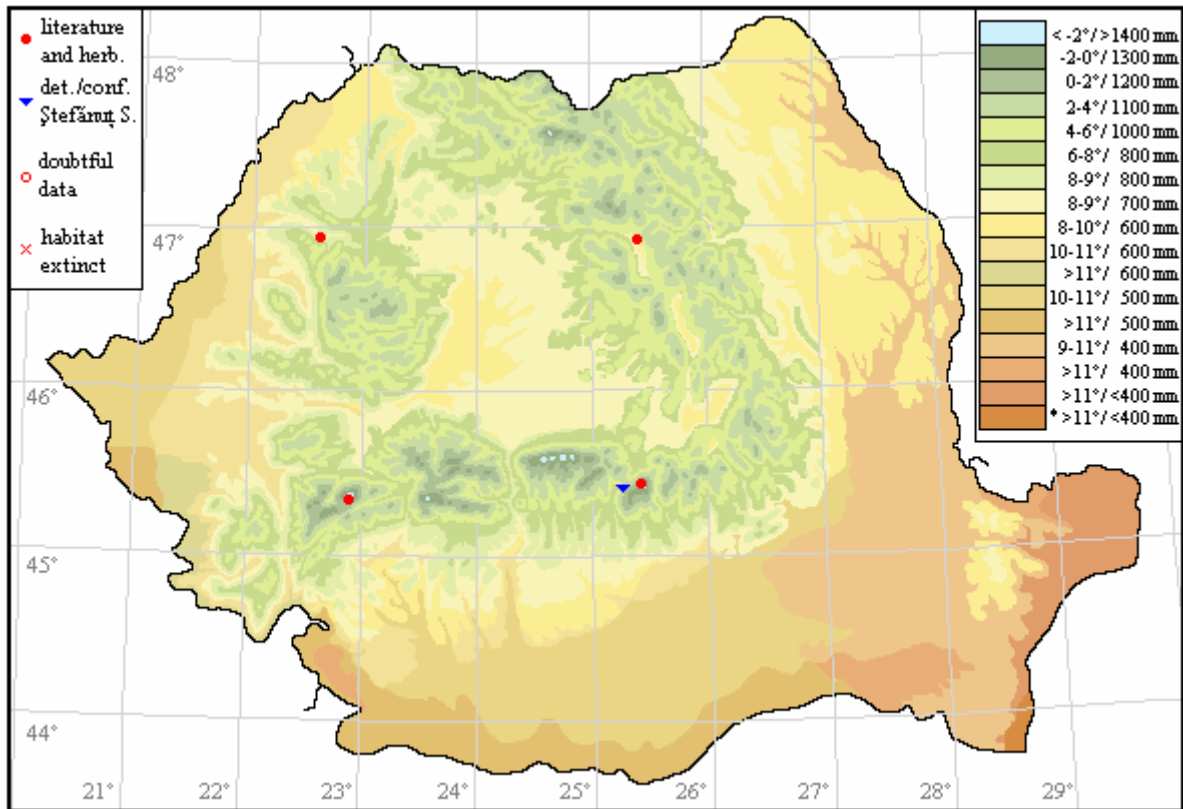 literature
and herb.
det./conf.
Ştefănuţ S.
doubtful
data
habitat
extinct
< -2°/>1400 mm
-2-0°/1300 mm
0-2°/1200 mm
2-4°/1100 mm
4-6°/1000 mm
6-8°/ 800 mm
8-9°/ 800 mm
8-9°/ 700 mm
8-10°/ 600 mm
10-11°/ 600 mm
>11°/ 600 mm
10-11°/ 500 mm
>11°/ 500 mm
9-11°/ 400 mm
>11°/ 400 mm
>11°/<400 mm
* >11°/<400 mm
48°
47°
46°
45°
44°
21° 22° 23° 24° 25° 26° 27° 28° 29°